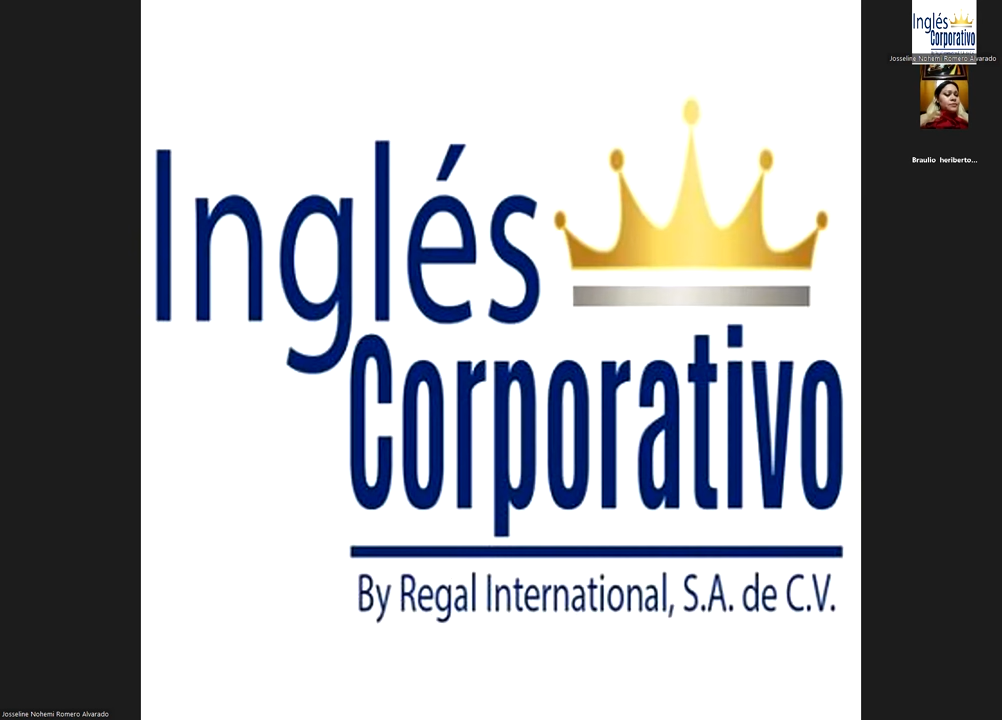 Inglés
Corporativo
By Regal International, S.A. de C.V.
Inglés
Corporativo
Josseline Nohemi Romero Alvarado
Braulio heriberto...
Josseline Nohemi Romero Alvarado